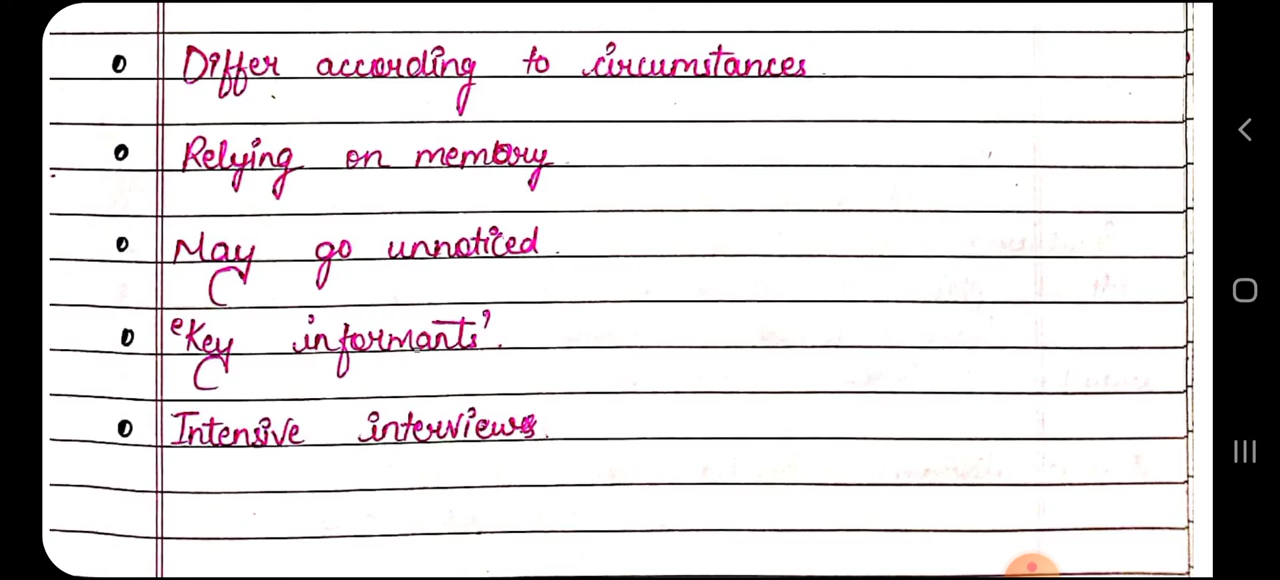 Differ according to circumstances
Relying on memory
May go unnoticed.
'Key informants'.
Intensive interviews.